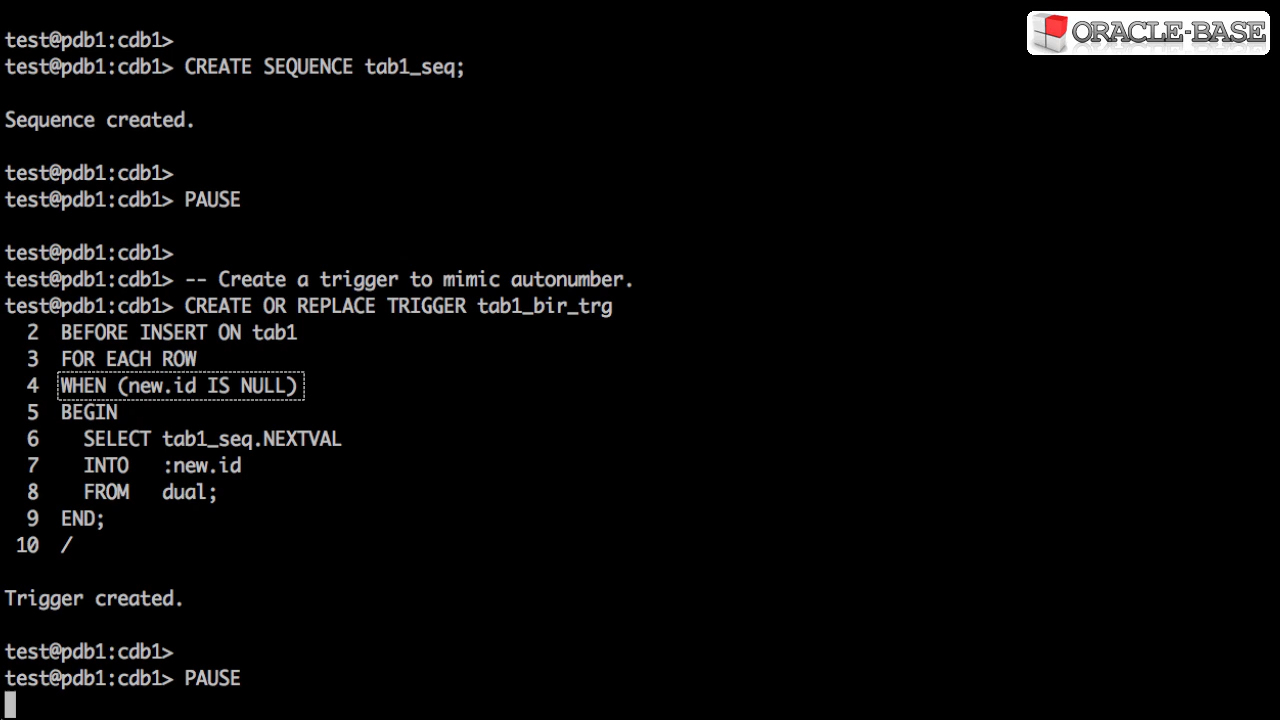 ORACLE-BASE
test@pdb1:cdb1>
test@pdb1:cdb1> CREATE SEQUENCE tab1_seq;
Sequence created.
test@pdb1:cdb1>
test@pdb1:cdb1> PAUSE
test@pdb1:cdb1>
test@pdb1:cdb1> -- Create a trigger to mimic autonumber.
test@pdb1:cdb1> CREATE OR REPLACE TRIGGER tab1_bir_trg
  2  BEFORE INSERT ON tab1
  3  FOR EACH ROW
  4  WHEN (new.id IS NULL)
  5  BEGIN
  6    SELECT tab1_seq.NEXTVAL
  7    INTO   :new.id
  8    FROM   dual;
  9  END;
 10  /
Trigger created.
test@pdb1:cdb1>
test@pdb1:cdb1> PAUSE